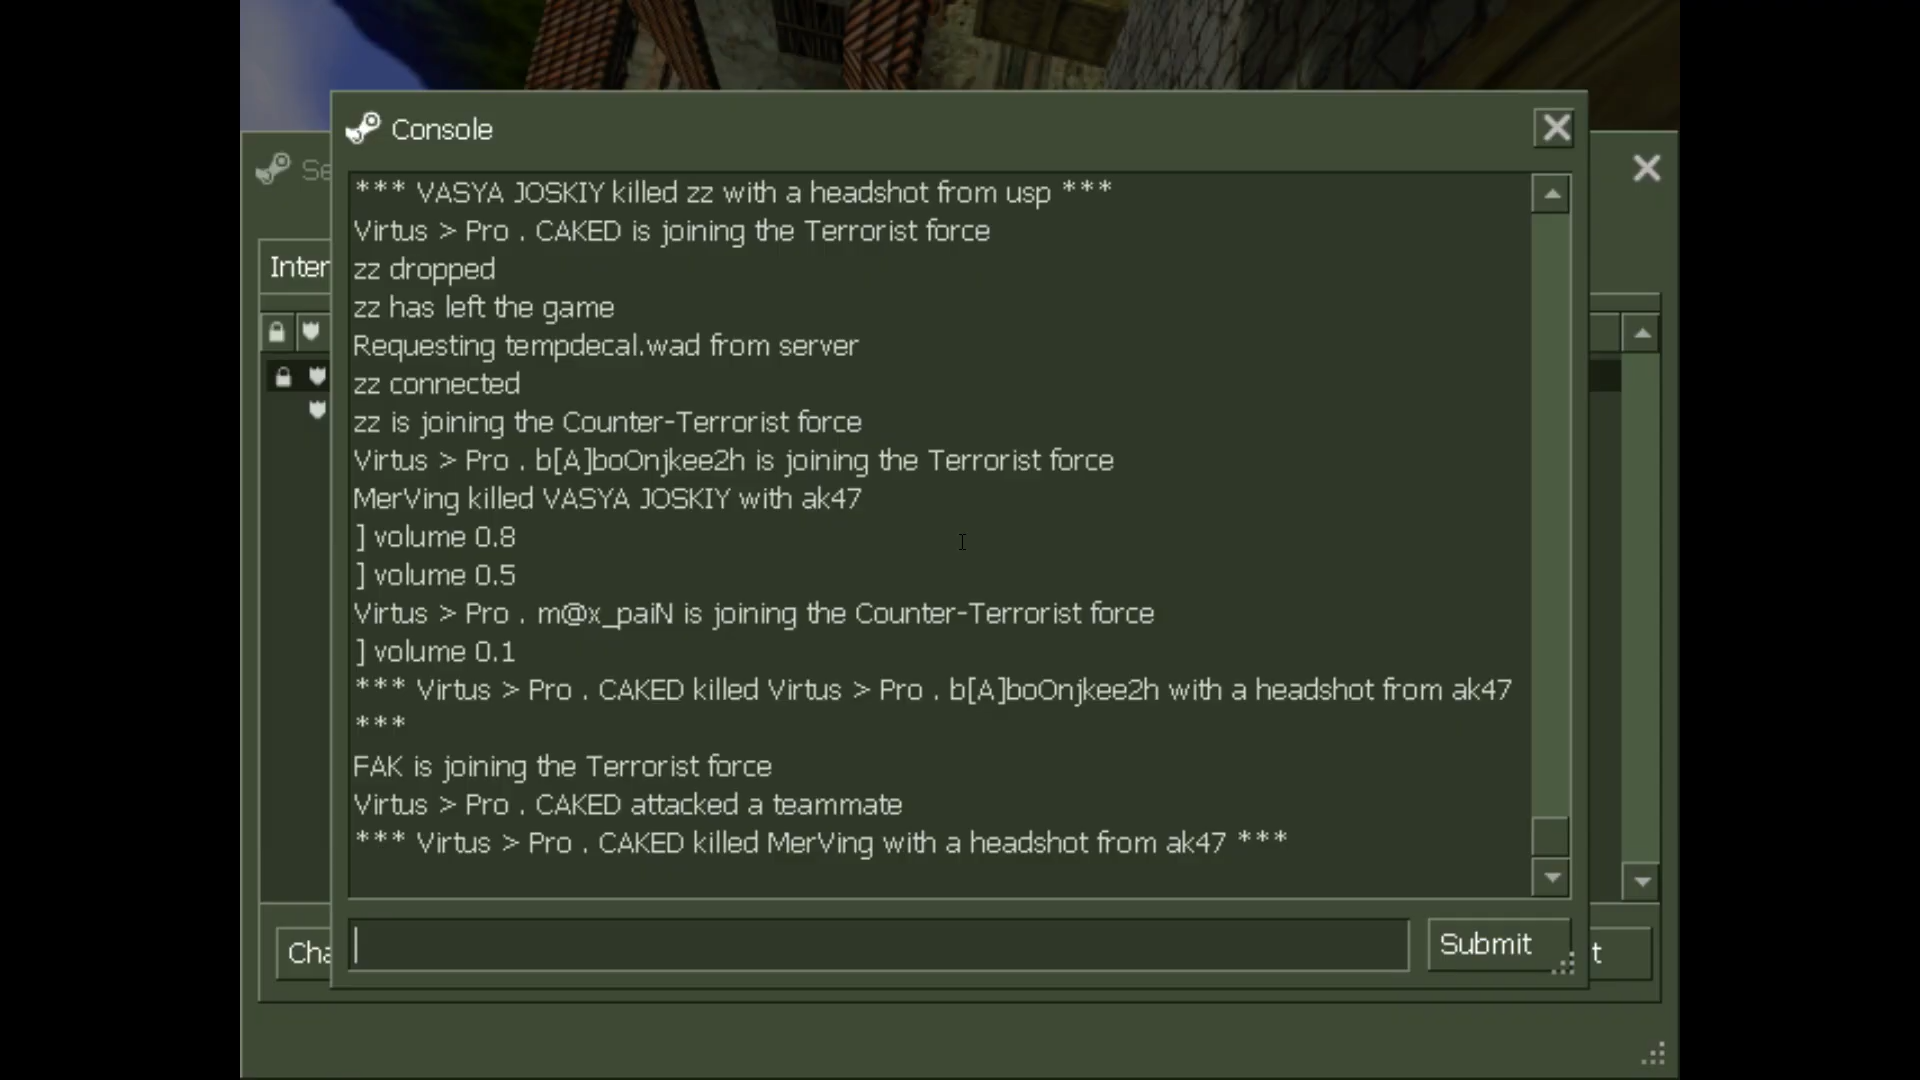 Console
*** VASYA JOSKIY killed zz with a headshot from usp ***
Virtus > Pro . CAKED is joining the Terrorist force
zz dropped
zz has left the game
Requesting tempdecal.wad from server
zz connected
zz is joining the Counter-Terrorist force
Virtus > Pro . b[A]boOnjkee2h is joining the Terrorist force
MerVing killed VASYA JOSKIY with ak47
] volume 0.8
] volume 0.5
Virtus > Pro . m@x_paiN is joining the Counter-Terrorist force
] volume 0.1
*** Virtus > Pro . CAKED killed Virtus > Pro . b[A]boOnjkee2h with a headshot from ak47
***
FAK is joining the Terrorist force
Virtus > Pro . CAKED attacked a teammate
*** Virtus > Pro . CAKED killed MerVing with a headshot from ak47 ***
Submit
Se
Inter
Cha
t